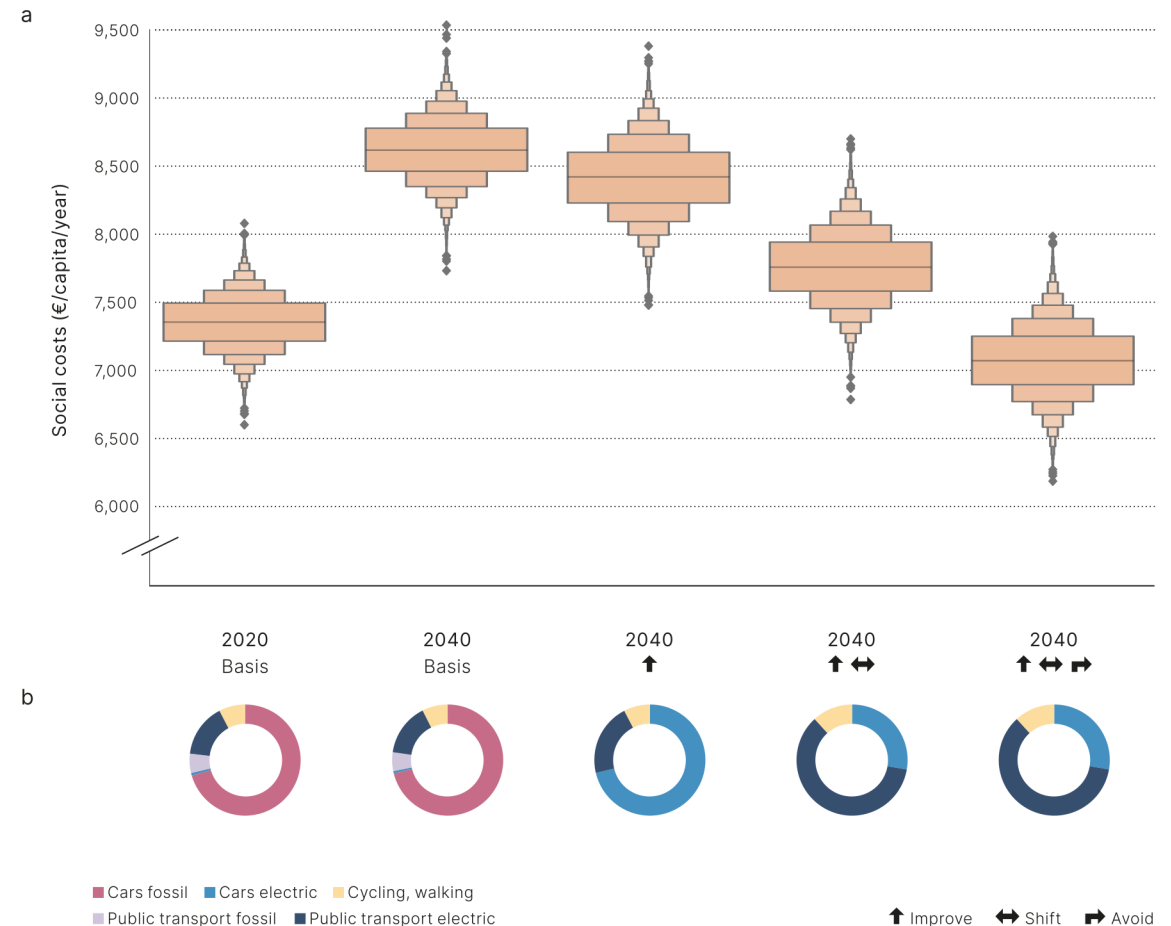 a
Social costs (€/capita/year)
9,500
9,000
8,500
8,000
7,500
7,000
6,500
6,000
2020 2040 2040 2040 2040
Basis Basis
b
Cars fossil Cars electric Cycling, walking
Public transport fossil Public transport electric
Improve Shift Avoid